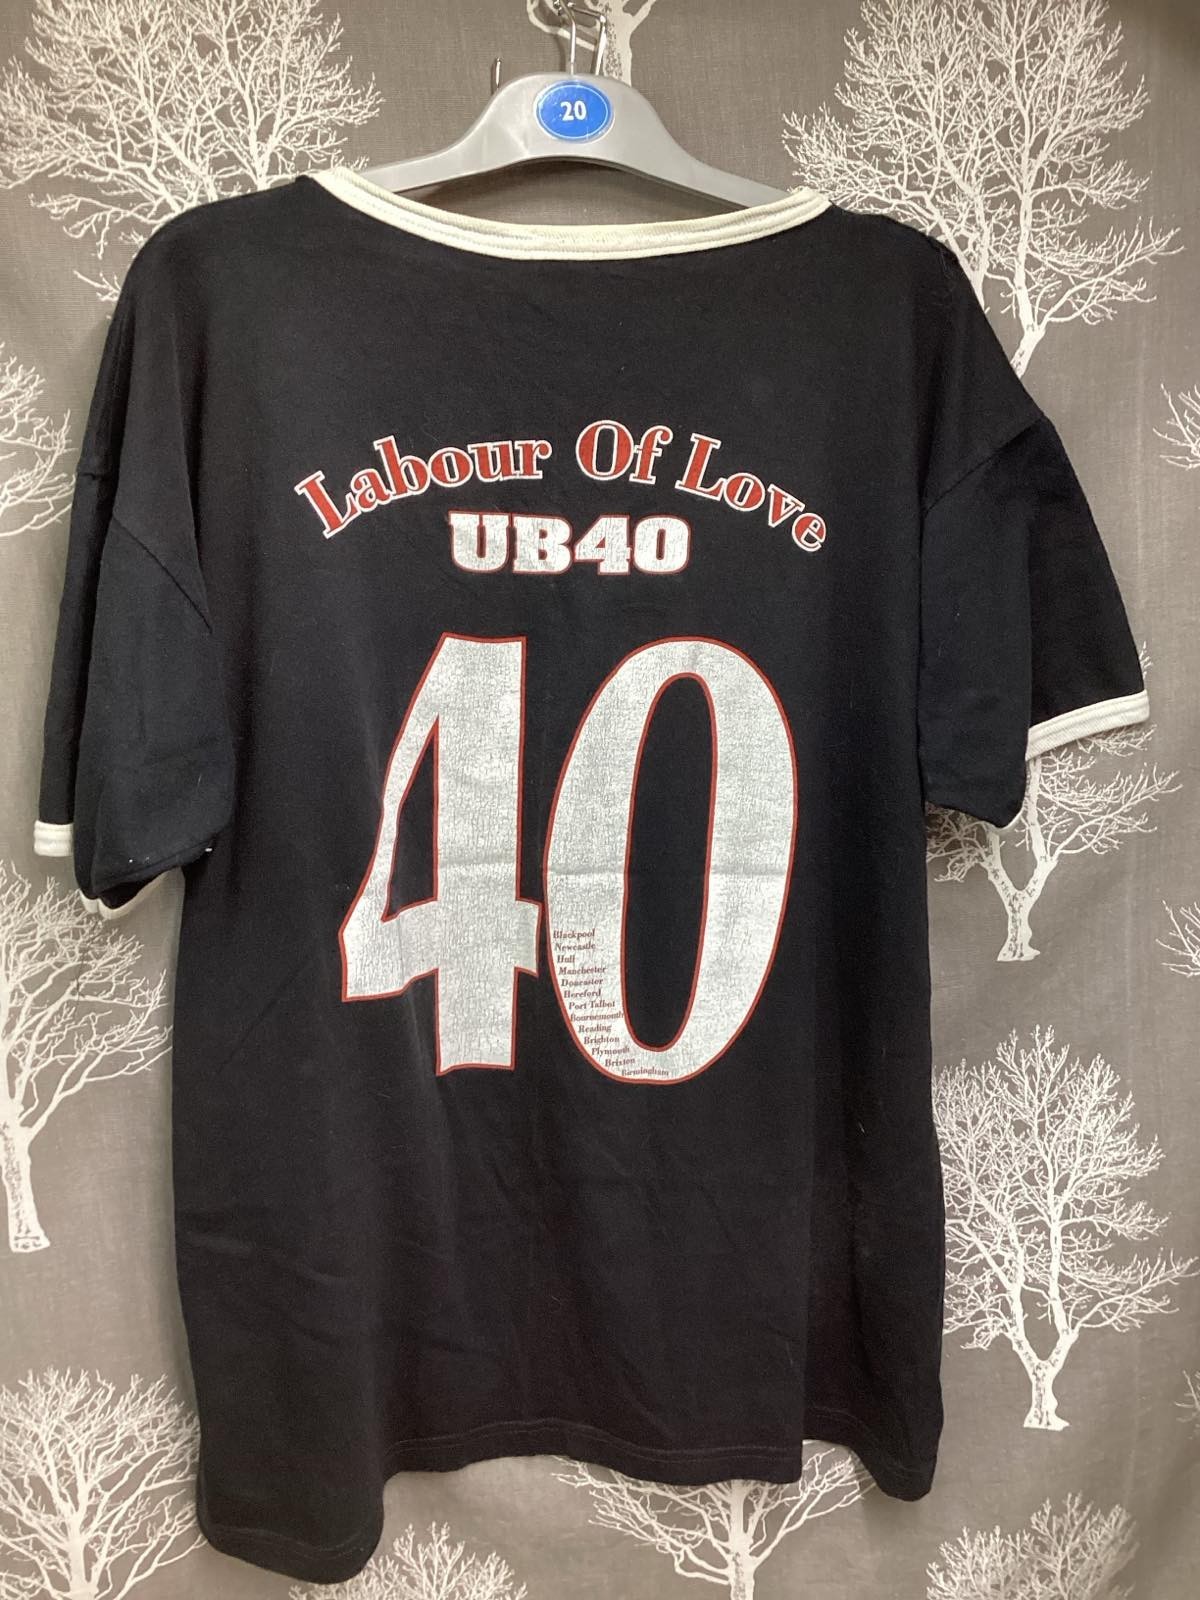 20
Labour Of Love
UB40
40
Blackpool
Newcastle
Hull
Manchester
Doncaster
Hereford
Port Talbot
Bournemouth
Reading
Brighton
Plymouth
Brixton
Birmingham